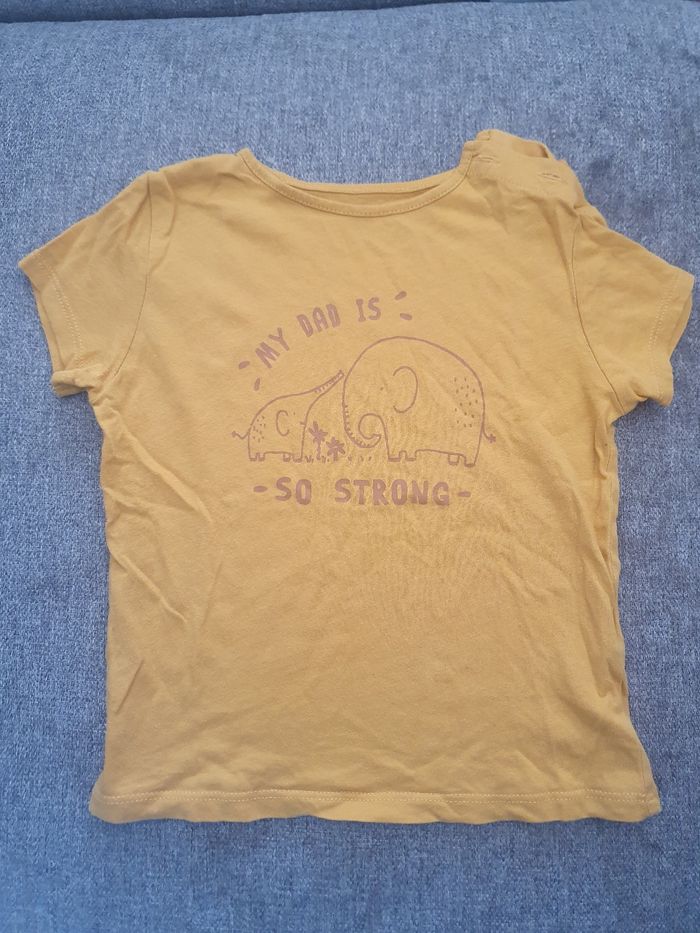 MY DAD IS
- SO STRONG -